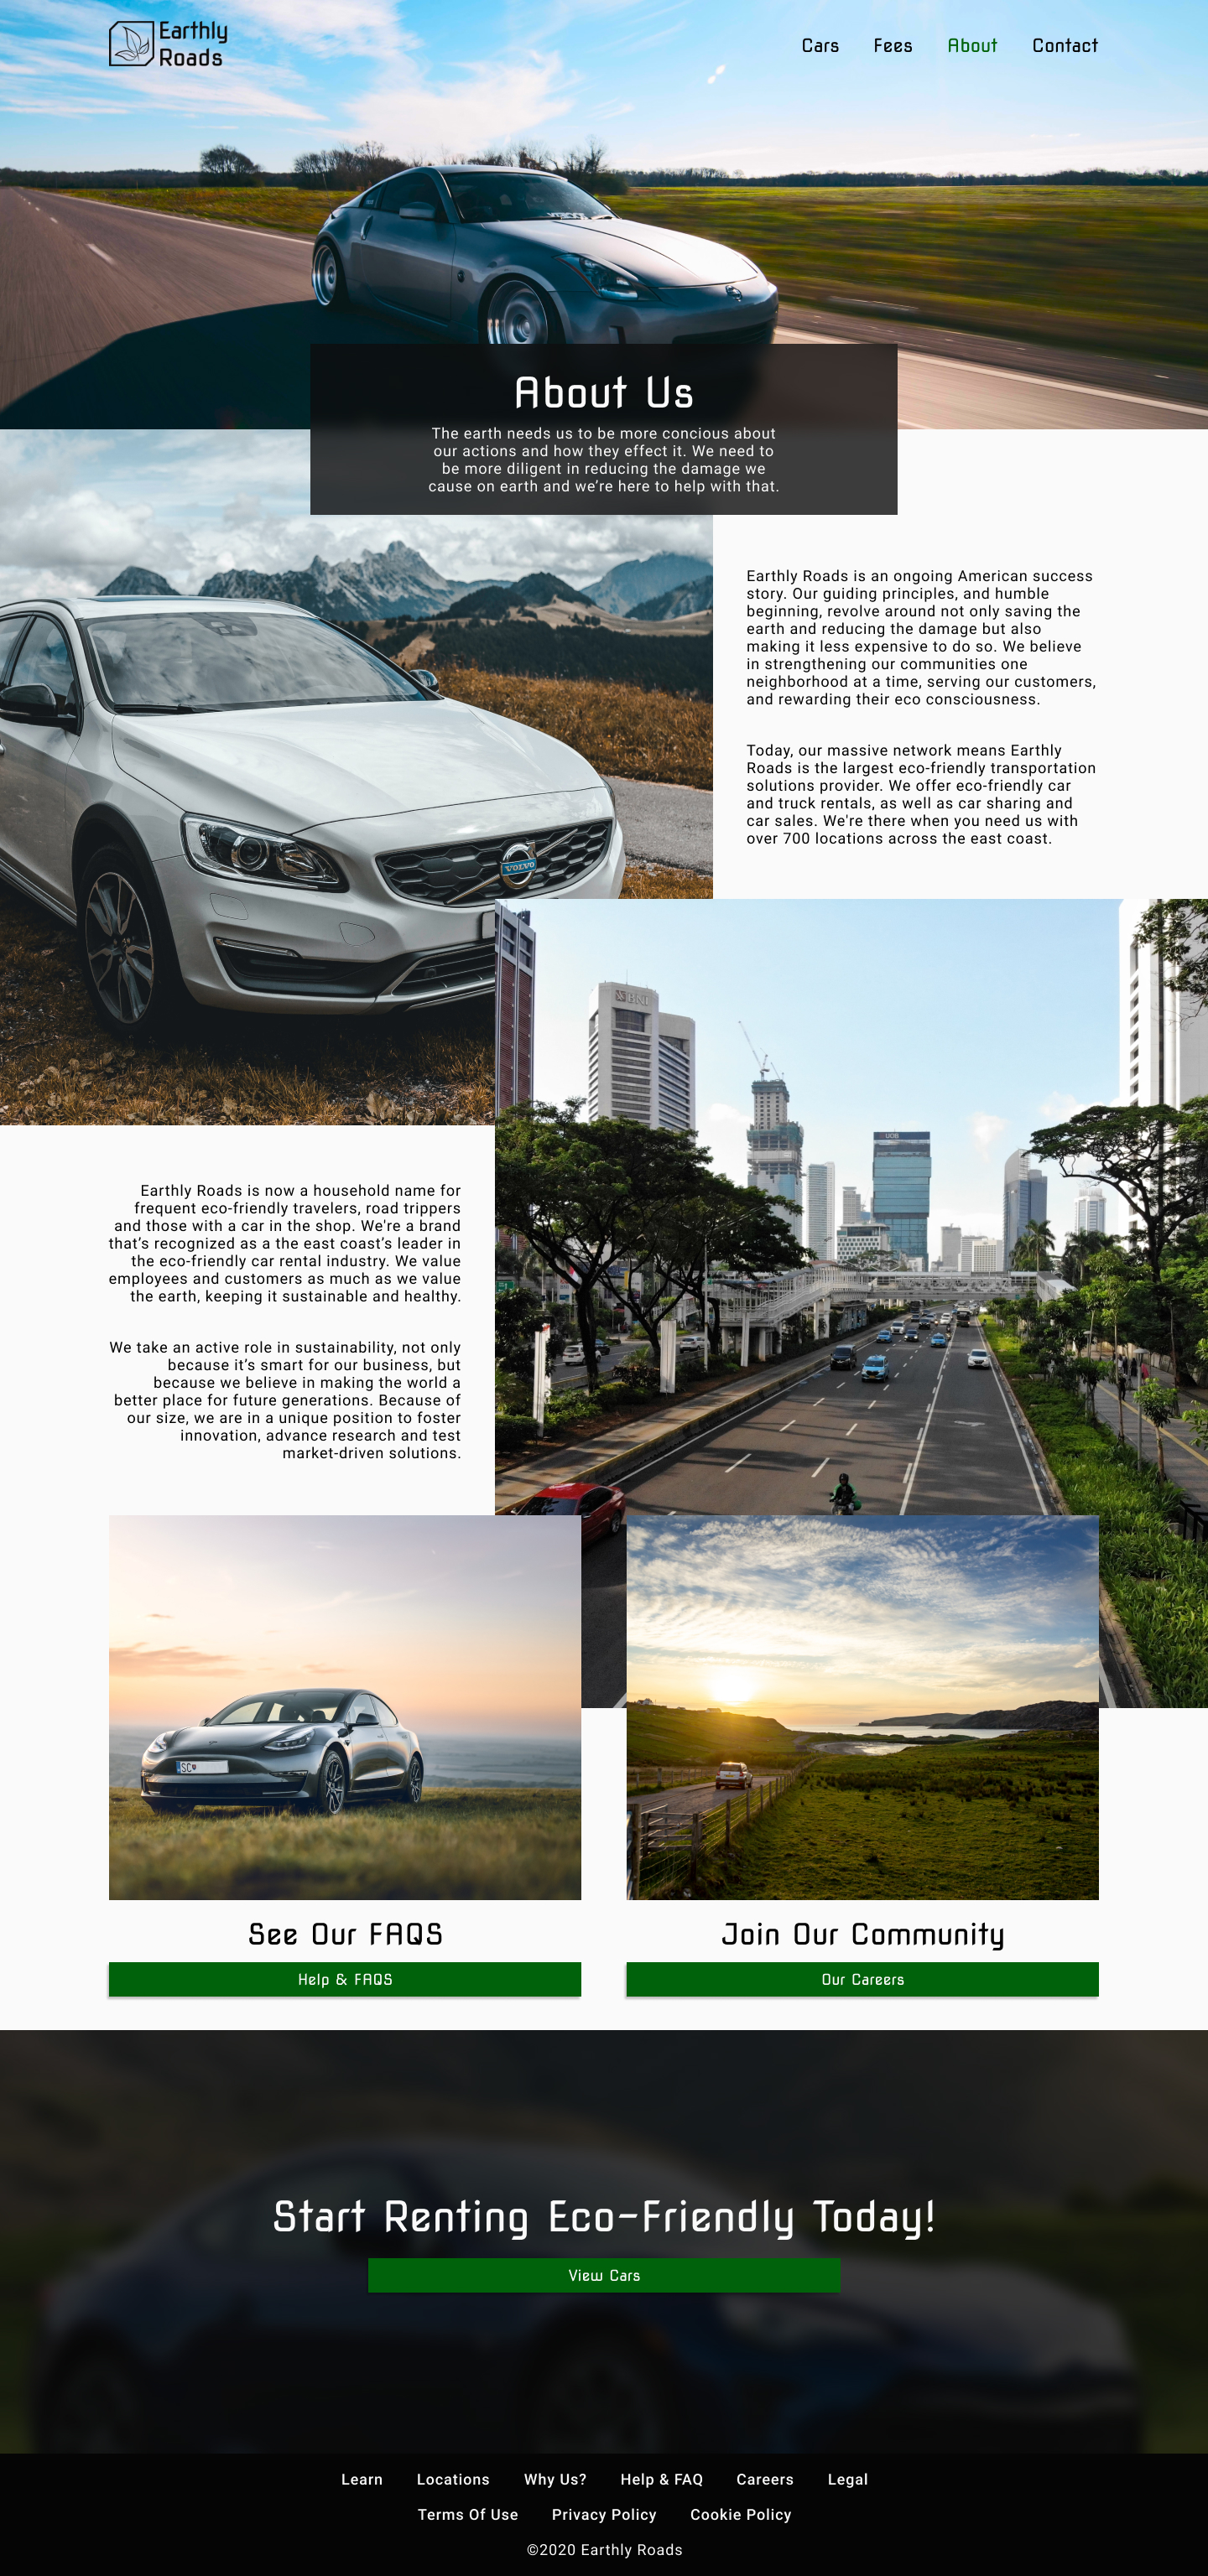 Earthly
Roads
Cars Fees About Contact
About Us
The earth needs us to be more concious about
our actions and how they effect it. We need to
be more diligent in reducing the damage we
cause on earth and we’re here to help with that.
Earthly Roads is an ongoing American success
story. Our guiding principles, and humble
beginning, revolve around not only saving the
earth and reducing the damage but also
making it less expensive to do so. We believe
in strengthening our communities one
neighborhood at a time, serving our customers,
and rewarding their eco consciousness.
Today, our massive network means Earthly
Roads is the largest eco-friendly transportation
solutions provider. We offer eco-friendly car
and truck rentals, as well as car sharing and
car sales. We're there when you need us with
over 700 locations across the east coast.
VOLVO
BNI
UOB
Earthly Roads is now a household name for
frequent eco-friendly travelers, road trippers
and those with a car in the shop. We're a brand
that’s recognized as a the east coast’s leader in
the eco-friendly car rental industry. We value
employees and customers as much as we value
the earth, keeping it sustainable and healthy.
We take an active role in sustainability, not only
because it’s smart for our business, but
because we believe in making the world a
better place for future generations. Because of
our size, we are in a unique position to foster
innovation, advance research and test
market-driven solutions.
SC
See Our FAQS
Join Our Community
Help & FAQS
Our Careers
Start Renting Eco-Friendly Today!
View Cars
Learn Locations Why Us? Help & FAQ Careers Legal
Terms Of Use Privacy Policy Cookie Policy
©2020 Earthly Roads